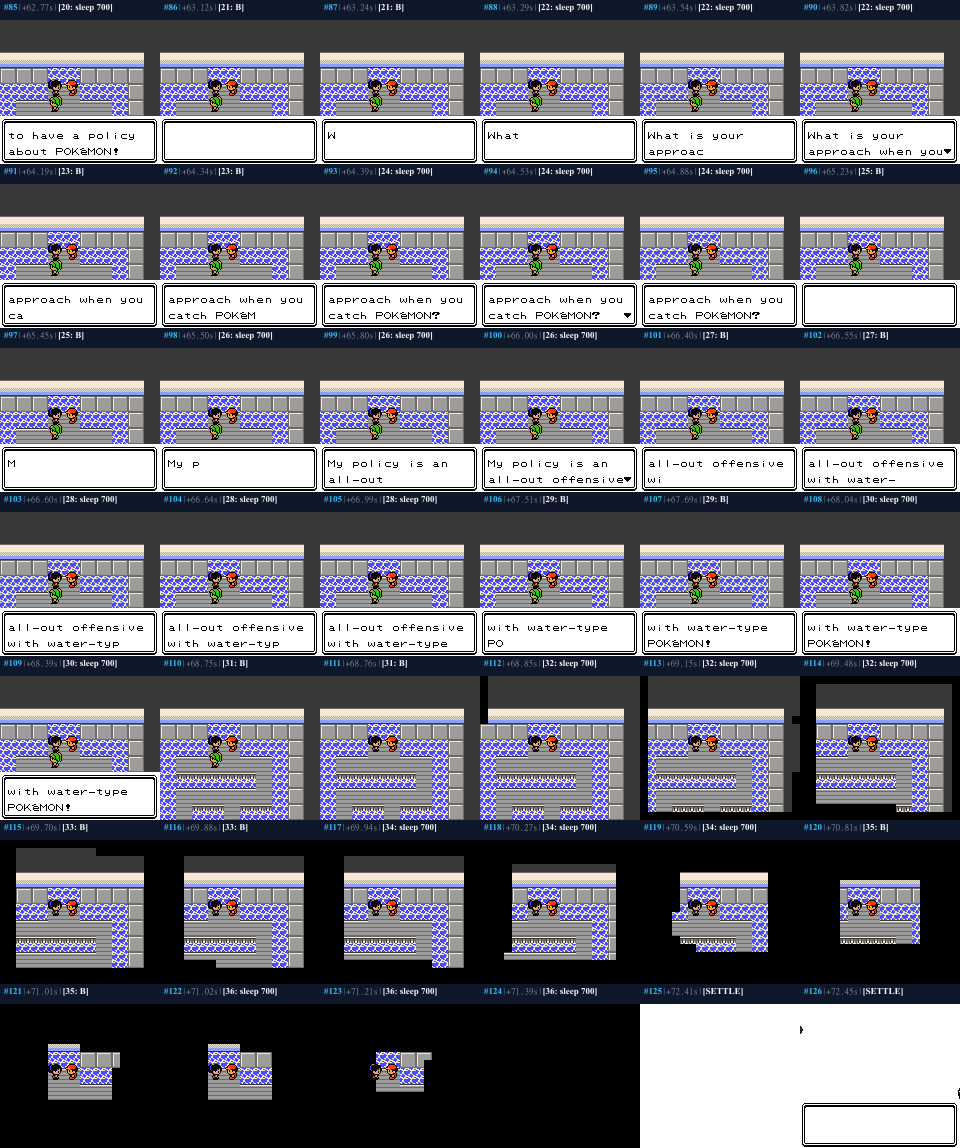 #85|+62.77s| [20: sleep 700]
#86|+63.12s| [21: B]
#87|+63.24s| [21: B]
#88|+63.29s| [22: sleep 700]
#89|+63.54s| [22: sleep 700]
#90|+63.82s| [22: sleep 700]
to have a policy
about POKéMON!
W
What
What is your
approac
What is your
approach when you▼
#91|+64.19s| [23: B]
#92|+64.34s| [23: B]
#93|+64.39s| [24: sleep 700]
#94|+64.53s| [24: sleep 700]
#95|+64.88s| [24: sleep 700]
#96|+65.23s| [25: B]
approach when you
ca
approach when you
catch POKéM
approach when you
catch POKéMON?
approach when you
catch POKéMON? ▼
approach when you
catch POKéMON?
#97|+65.45s| [25: B]
#98|+65.50s| [26: sleep 700]
#99|+65.80s| [26: sleep 700]
#100|+66.00s| [26: sleep 700]
#101|+66.40s| [27: B]
#102|+66.55s| [27: B]
M
My p
My policy is an
all-out
My policy is an
all-out offensive▼
all-out offensive
wi
all-out offensive
with water-
#103|+66.60s| [28: sleep 700]
#104|+66.64s| [28: sleep 700]
#105|+66.99s| [28: sleep 700]
#106|+67.51s| [29: B]
#107|+67.69s| [29: B]
#108|+68.04s| [30: sleep 700]
all-out offensive
with water-typ
all-out offensive
with water-typ
all-out offensive
with water-type
with water-type
PO
with water-type
POKéMON!
with water-type
POKéMON!
#109|+68.39s| [30: sleep 700]
#110|+68.75s| [31: B]
#111|+68.76s| [31: B]
#112|+68.85s| [32: sleep 700]
#113|+69.15s| [32: sleep 700]
#114|+69.48s| [32: sleep 700]
with water-type
POKéMON!
#115|+69.70s| [33: B]
#116|+69.88s| [33: B]
#117|+69.94s| [34: sleep 700]
#118|+70.27s| [34: sleep 700]
#119|+70.59s| [34: sleep 700]
#120|+70.81s| [35: B]
#121|+71.01s| [35: B]
#122|+71.02s| [36: sleep 700]
#123|+71.21s| [36: sleep 700]
#124|+71.39s| [36: sleep 700]
#125|+72.41s| [SETTLE]
#126|+72.45s| [SETTLE]